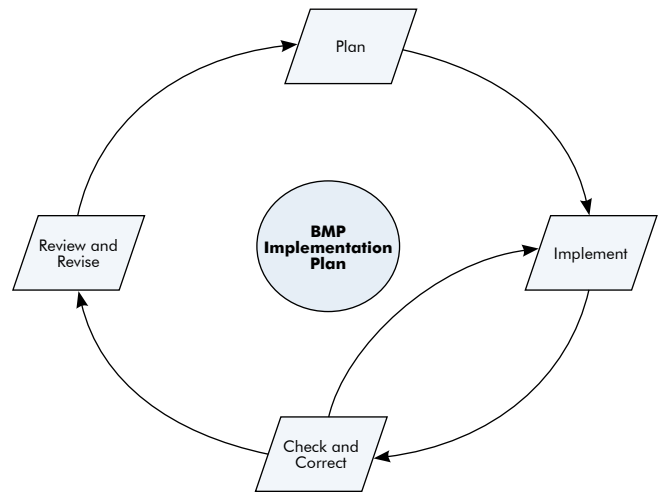 Plan
BMP
Implementation
Plan
Review and
Revise
Implement
Check and
Correct